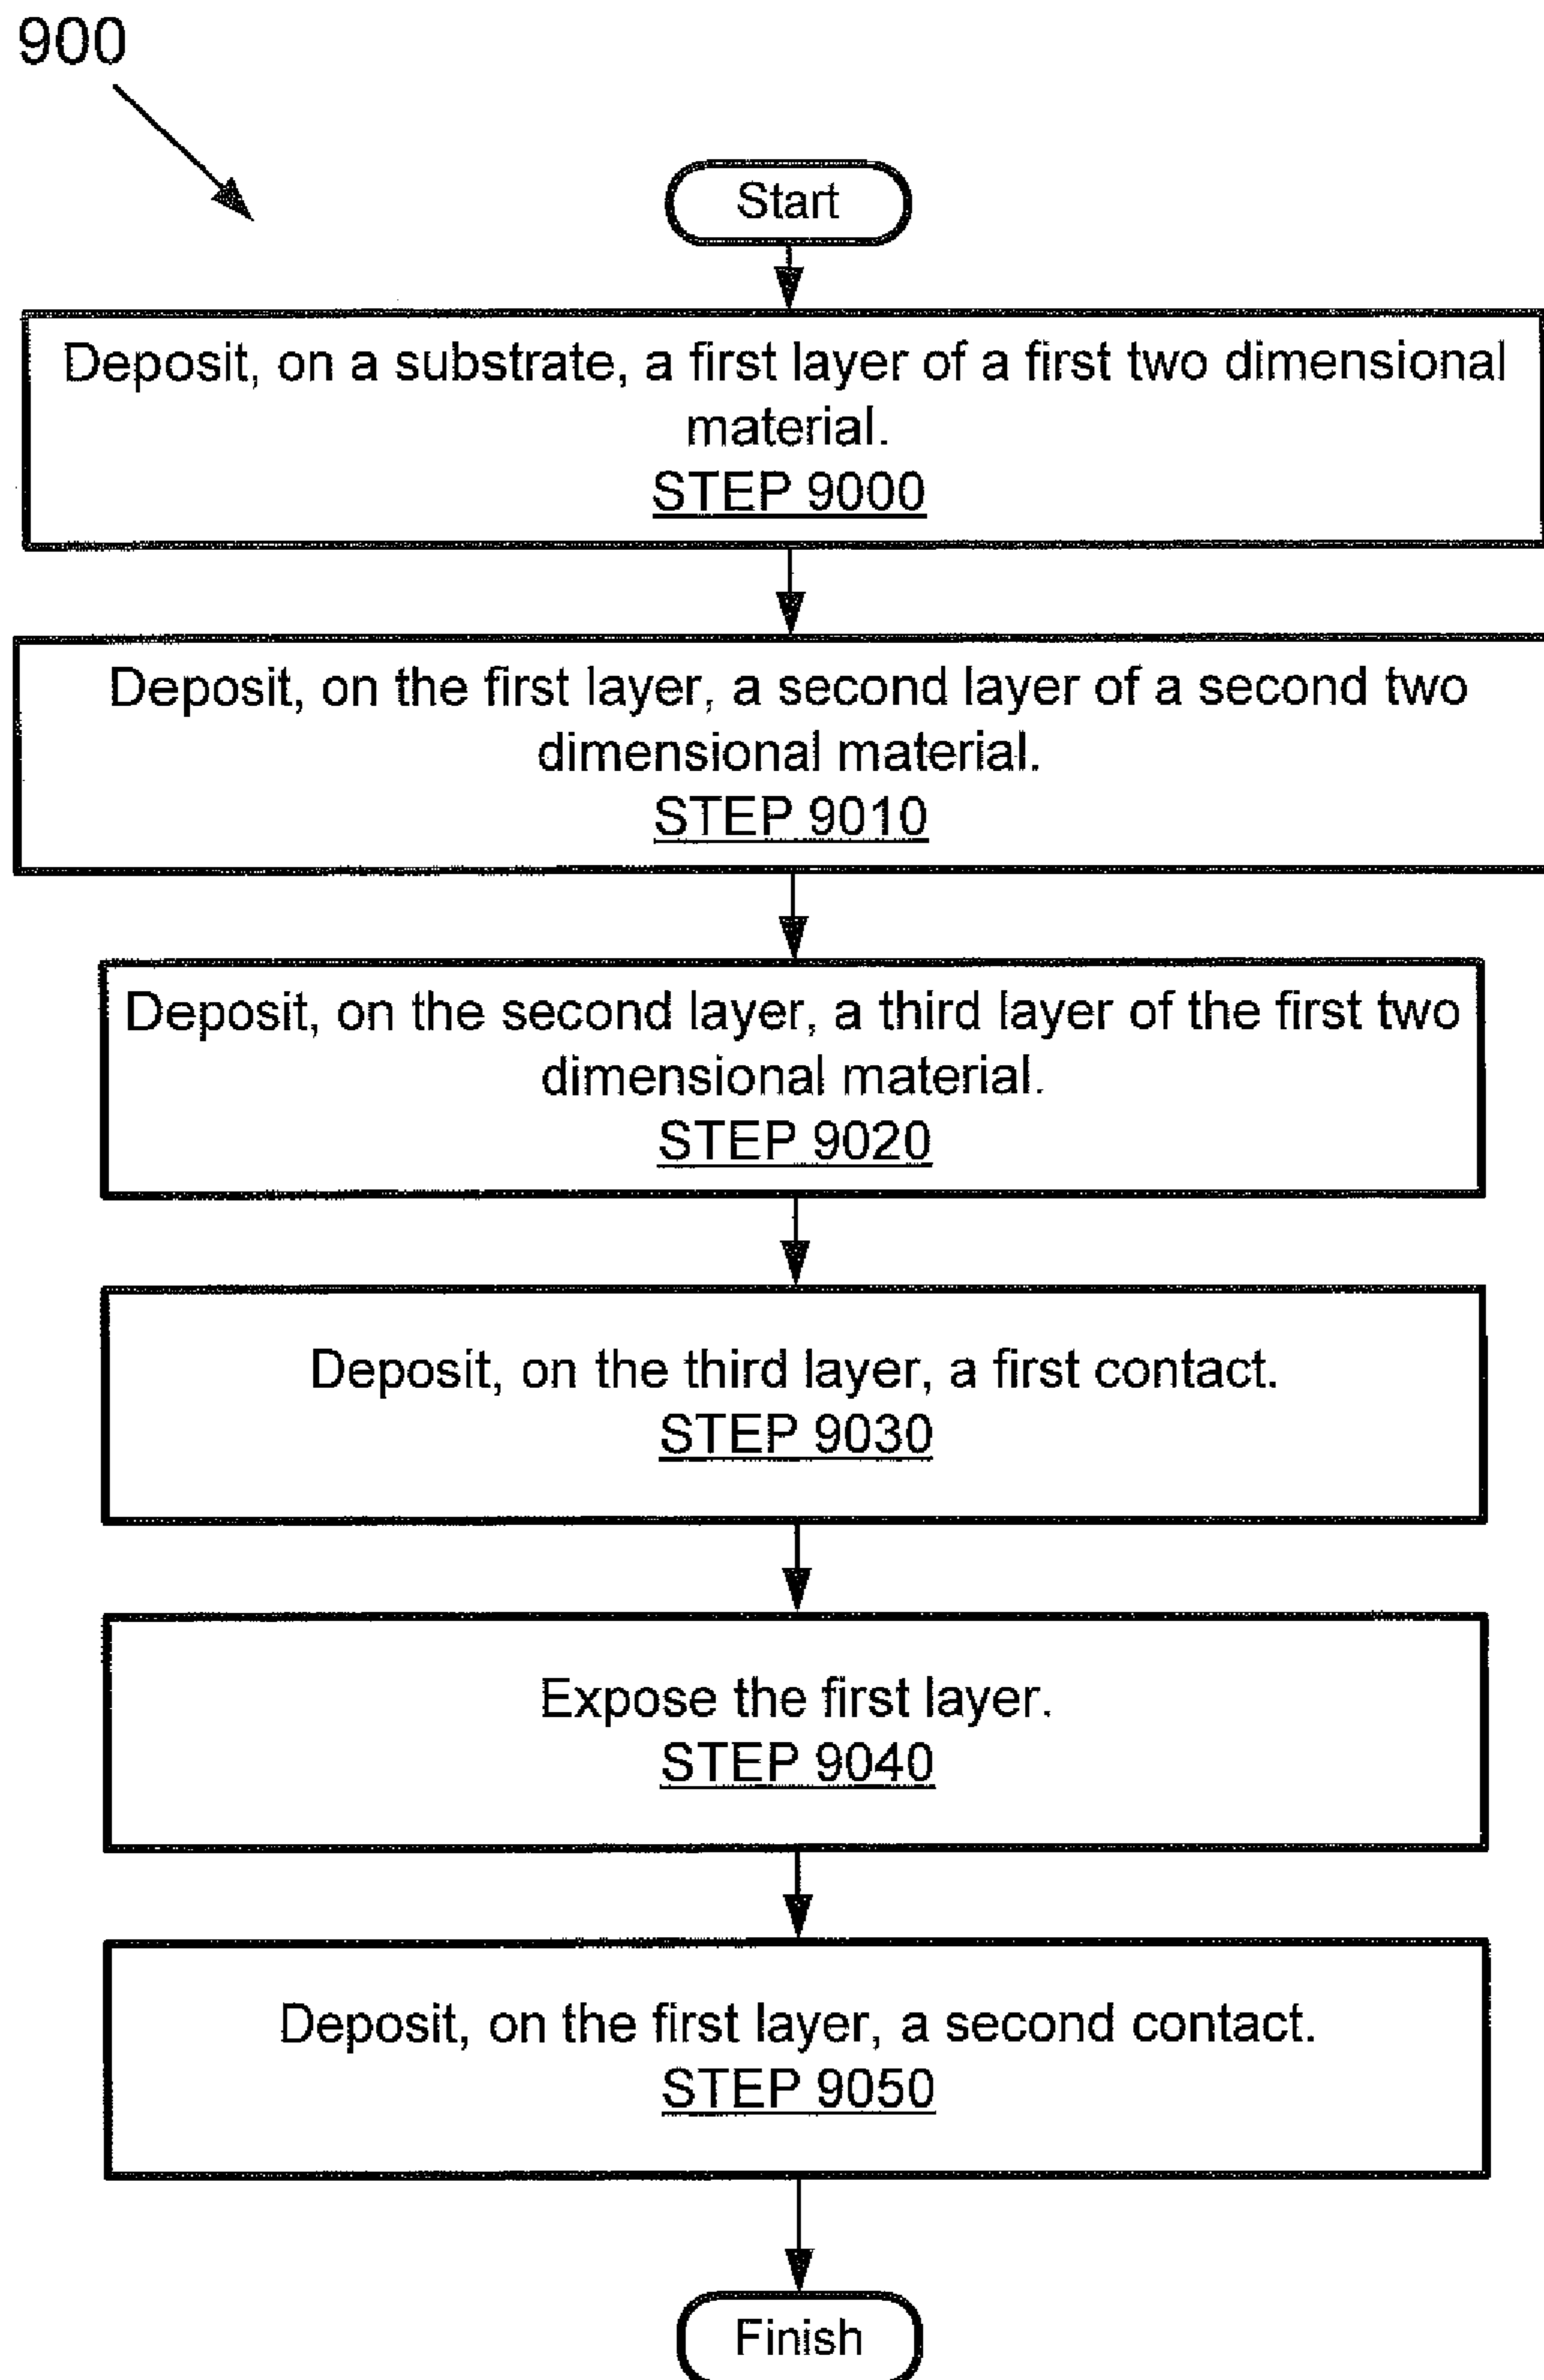 900
Start
Deposit, on a substrate, a first layer of a first two dimensional
material.
STEP 9000
Deposit, on the first layer, a second layer of a second two
dimensional material.
STEP 9010
Deposit, on the second layer, a third layer of the first two
dimensional material.
STEP 9020
Deposit, on the third layer, a first contact.
STEP 9030
Expose the first layer.
STEP 9040
Deposit, on the first layer, a second contact.
STEP 9050
Finish